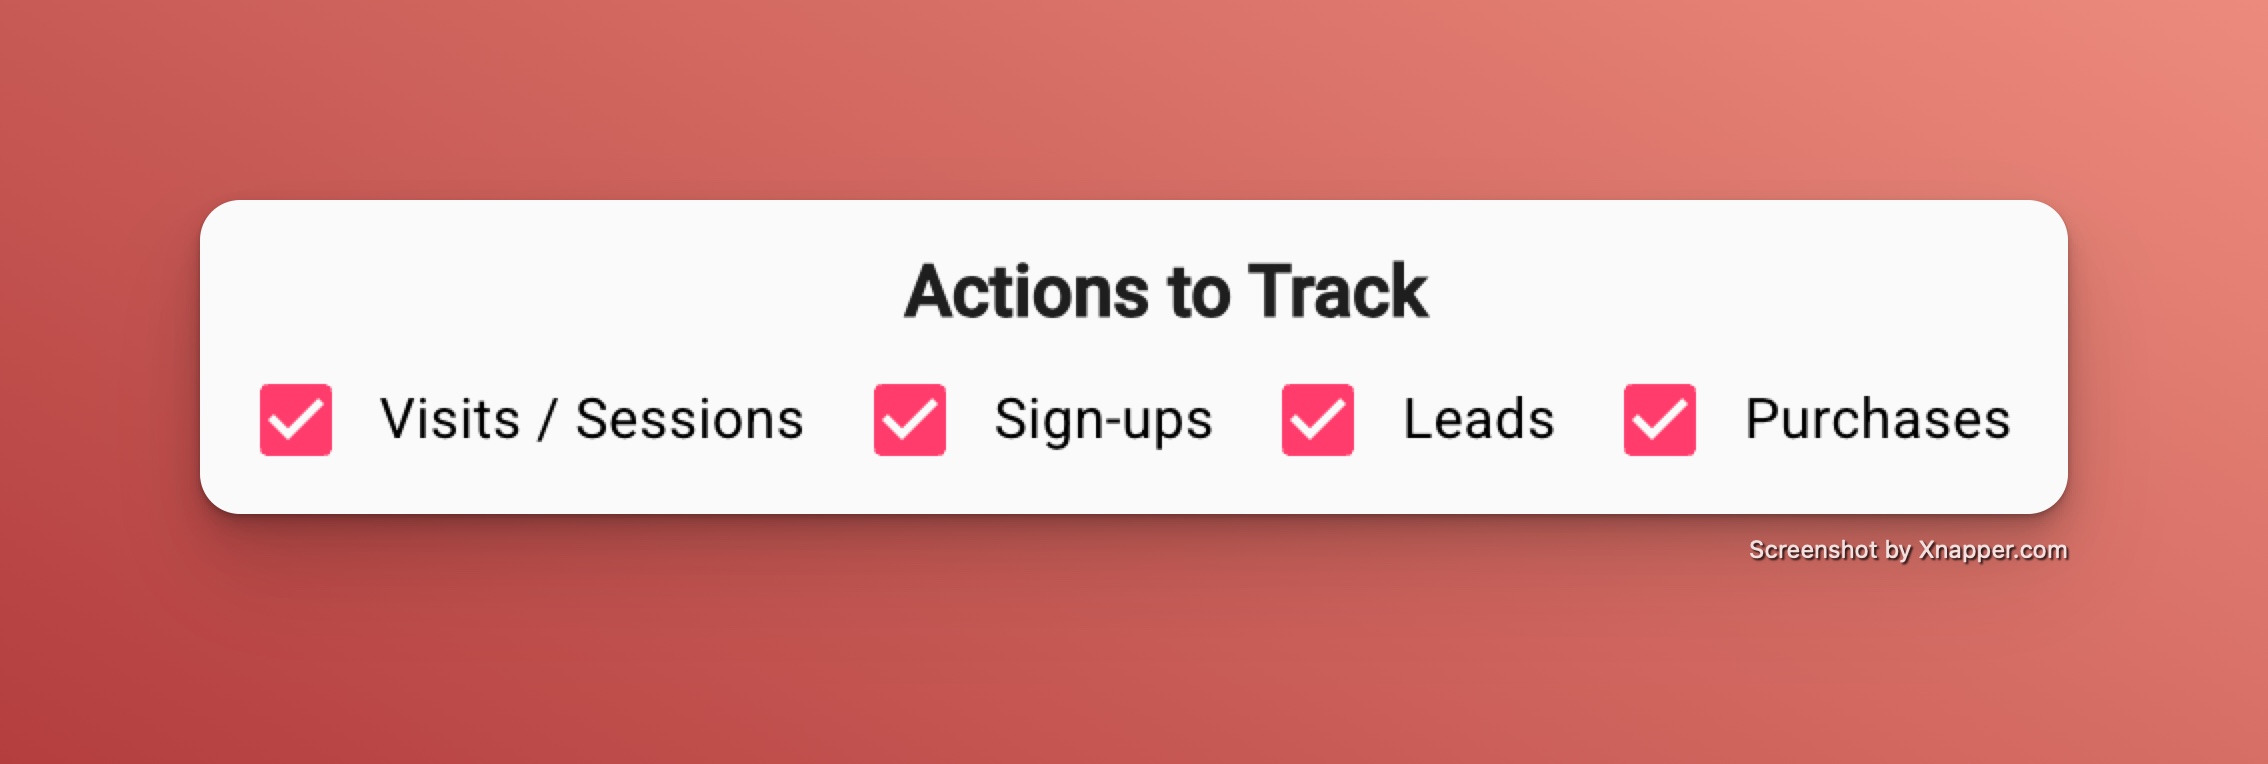 Actions to Track
Visits / Sessions Sign-ups Leads Purchases
Screenshot by Xnapper.com